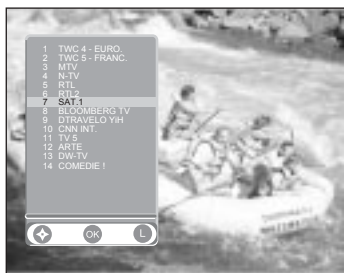 1 TWC 4 - EURO.
2 TWC 5 - FRANC.
3 MTV
4 N-TV
5 RTL
6 RTL2
7 SAT.1
8 BLOOMBERG TV
9 DTRAVELO YiH
10 CNN INT.
11 TV 5
12 ARTE
13 DW-TV
14 COMEDIE !
OK
L